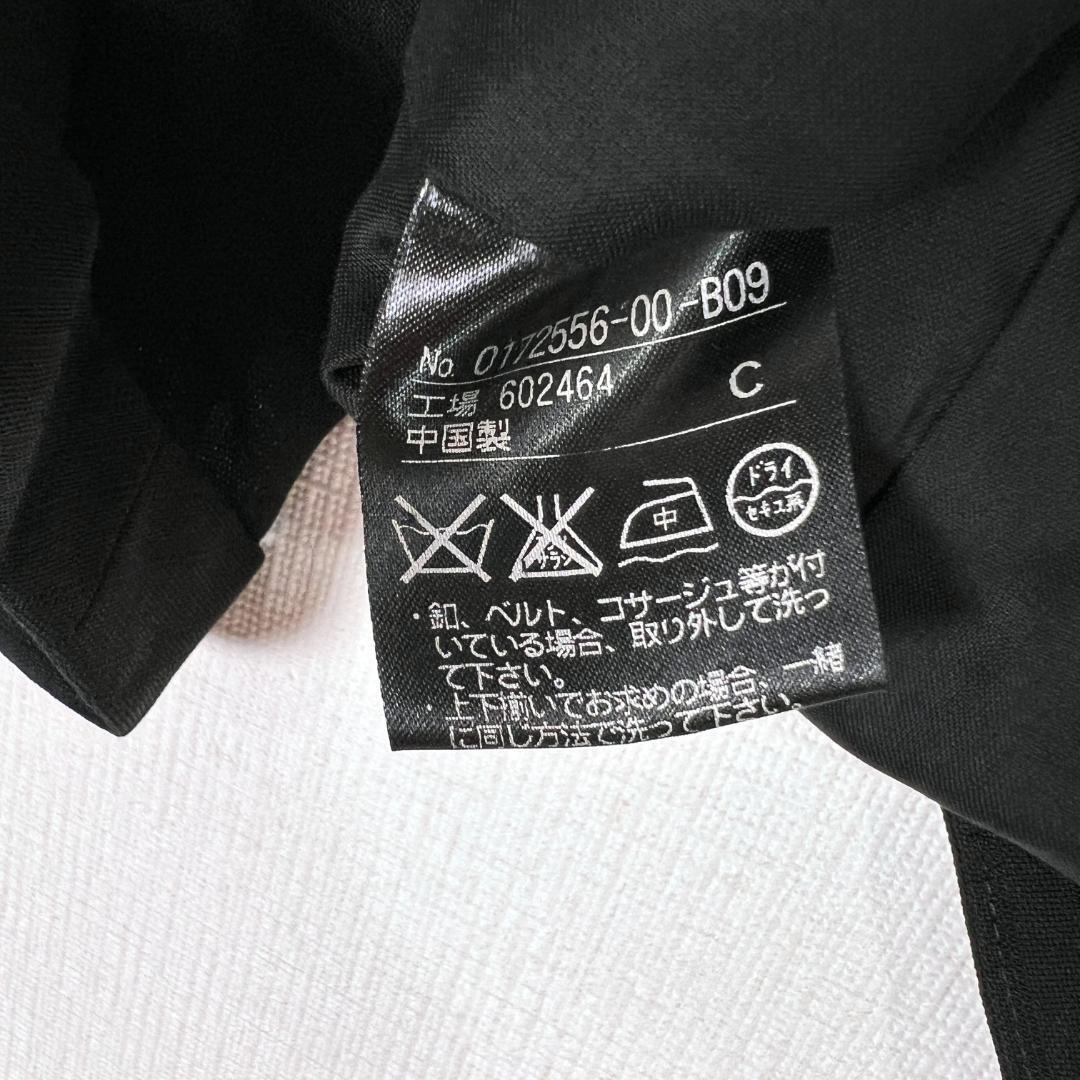 No. 0172556-00-B09
工場 602464 C
中国製
サラン
中
ドライ
セキユ系
・釦、ベルト、コサージュ等が付
いている場合、取り外して洗っ
て下さい。
・上下揃いでお求めの場合、一緒
に同じ方法で洗って下さい。